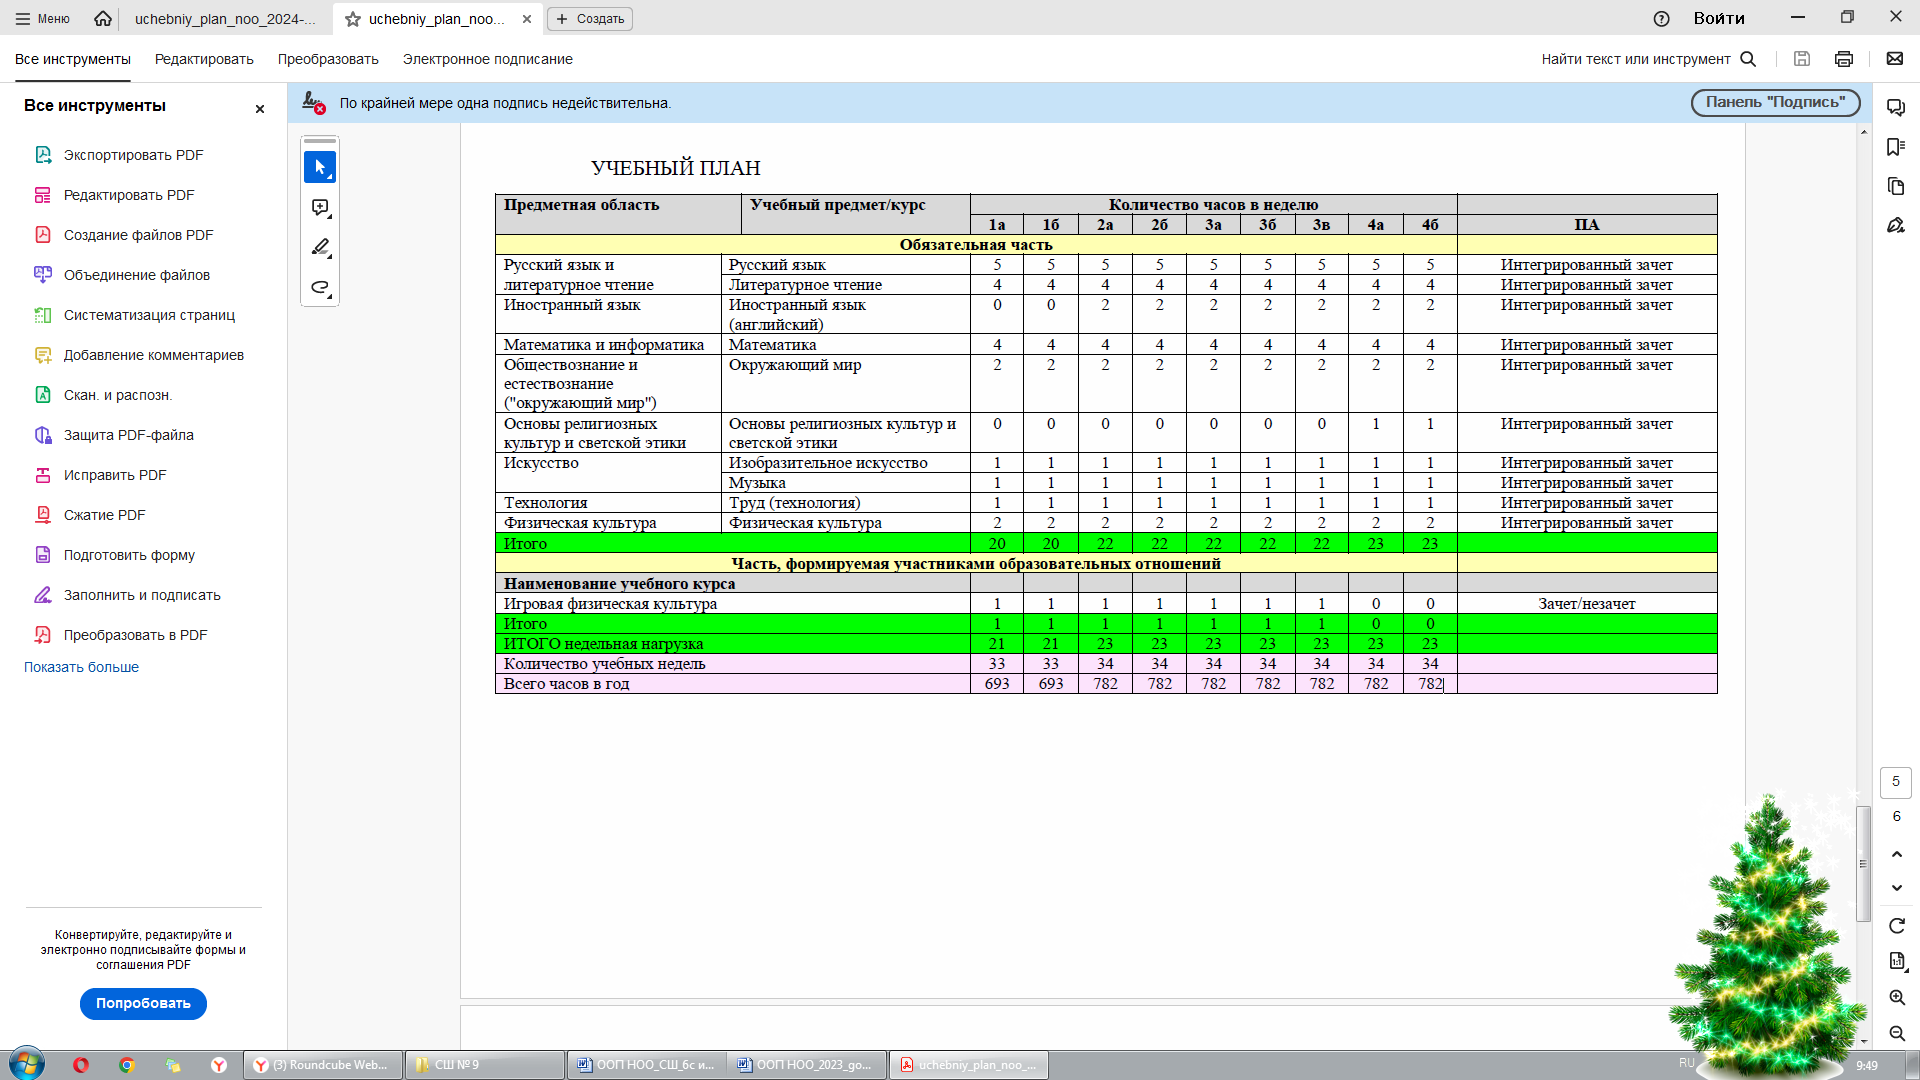 Меню
uchebniy_plan_noo_2024-...
uchebniy_plan_noo...
Создать
Войти
Все инструменты
Редактировать
Преобразовать
Электронное подписание
Найти текст или инструмент
Все инструменты
По крайней мере одна подпись недействительна.
Панель "Подпись"
Экспортировать PDF
Редактировать PDF
Создание файлов PDF
Объединение файлов
Систематизация страниц
Добавление комментариев
Скан. и распозн.
Защита PDF-файла
Исправить PDF
Сжатие PDF
Подготовить форму
Заполнить и подписать
Преобразовать в PDF
Показать больше
Конвертируйте, редактируйте и
электронно подписывайте формы и
соглашения PDF
Попробовать
УЧЕБНЫЙ ПЛАН
Предметная область Учебный предмет/курс Количество часов в неделю
1а 1б 2а 2б 3а 3б 3в 4а 4б ПА
Обязательная часть
Русский язык и Русский язык 5 5 5 5 5 5 5 5 5 Интегрированный зачет
литературное чтение Литературное чтение 4 4 4 4 4 4 4 4 4 Интегрированный зачет
Иностранный язык Иностранный язык 0 0 2 2 2 2 2 2 2 Интегрированный зачет
(английский)
Математика и информатика Математика 4 4 4 4 4 4 4 4 4 Интегрированный зачет
Обществознание и Окружающий мир 2 2 2 2 2 2 2 2 2 Интегрированный зачет
естествознание
("окружающий мир")
Основы религиозных Основы религиозных культур и 0 0 0 0 0 0 0 1 1 Интегрированный зачет
культур и светской этики светской этики
Искусство Изобразительное искусство 1 1 1 1 1 1 1 1 1 Интегрированный зачет
Музыка 1 1 1 1 1 1 1 1 1 Интегрированный зачет
Технология Труд (технология) 1 1 1 1 1 1 1 1 1 Интегрированный зачет
Физическая культура Физическая культура 2 2 2 2 2 2 2 2 2 Интегрированный зачет
Итого 20 20 22 22 22 22 22 23 23
Часть, формируемая участниками образовательных отношений
Наименование учебного курса
Игровая физическая культура 1 1 1 1 1 1 1 0 0 Зачет/незачет
Итого 1 1 1 1 1 1 1 0 0
ИТОГО недельная нагрузка 21 21 23 23 23 23 23 23 23
Количество учебных недель 33 33 34 34 34 34 34 34 34
Всего часов в год 693 693 782 782 782 782 782 782 782
5
6
1:1
(3) Roundcube Web...
СШ №9
ООП НОО_СШ_6с и...
ООП НОО_2023_go...
uchebniy_plan_noo_...
RU
9:49